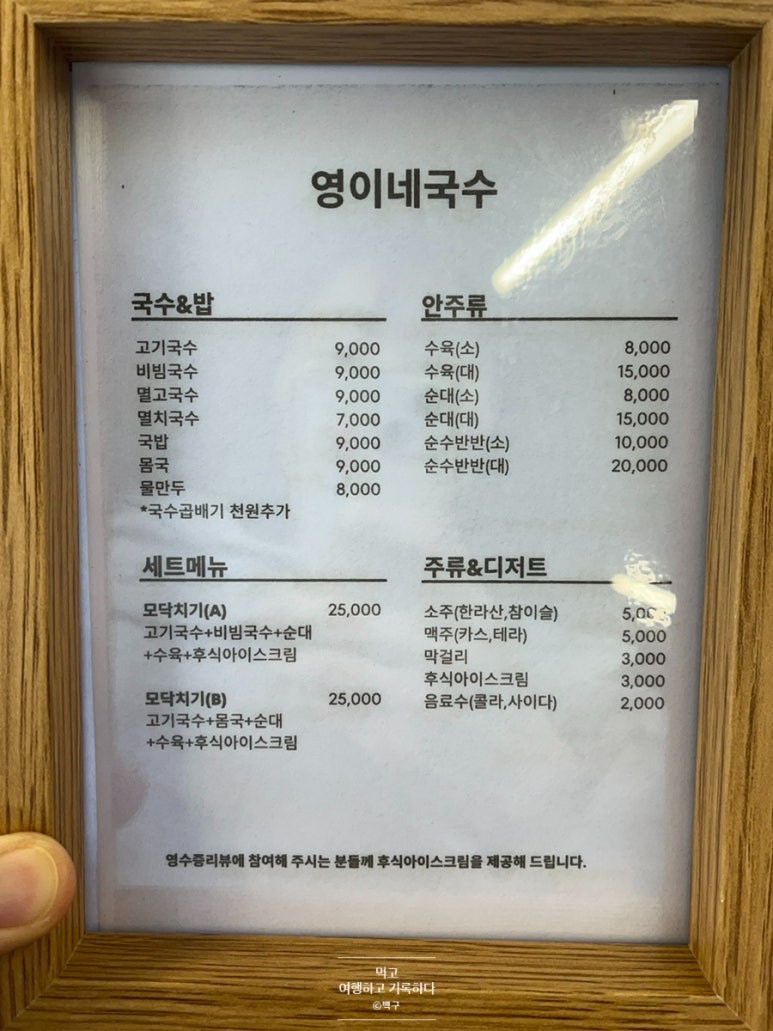 영이네국수
국수&밥
고기국수 9,000
비빔국수 9,000
멸고국수 9,000
멸치국수 7,000
국밥 9,000
몸국 9,000
물만두 8,000
*국수곱배기 천원추가
안주류
수육(소) 8,000
수육(대) 15,000
순대(소) 8,000
순대(대) 15,000
순수반반(소) 10,000
순수반반(대) 20,000
세트메뉴
모닥치기(A) 25,000
고기국수+비빔국수+순대
+수육+후식아이스크림
모닥치기(B) 25,000
고기국수+몸국+순대
+수육+후식아이스크림
주류&디저트
소주(한라산,참이슬) 5,000
맥주(카스,테라) 5,000
막걸리 3,000
후식아이스크림 3,000
음료수(콜라,사이다) 2,000
영수증리뷰에 참여해 주시는 분들께 후식아이스크림을 제공해 드립니다.
먹고
여행하고 기록하다
©백구